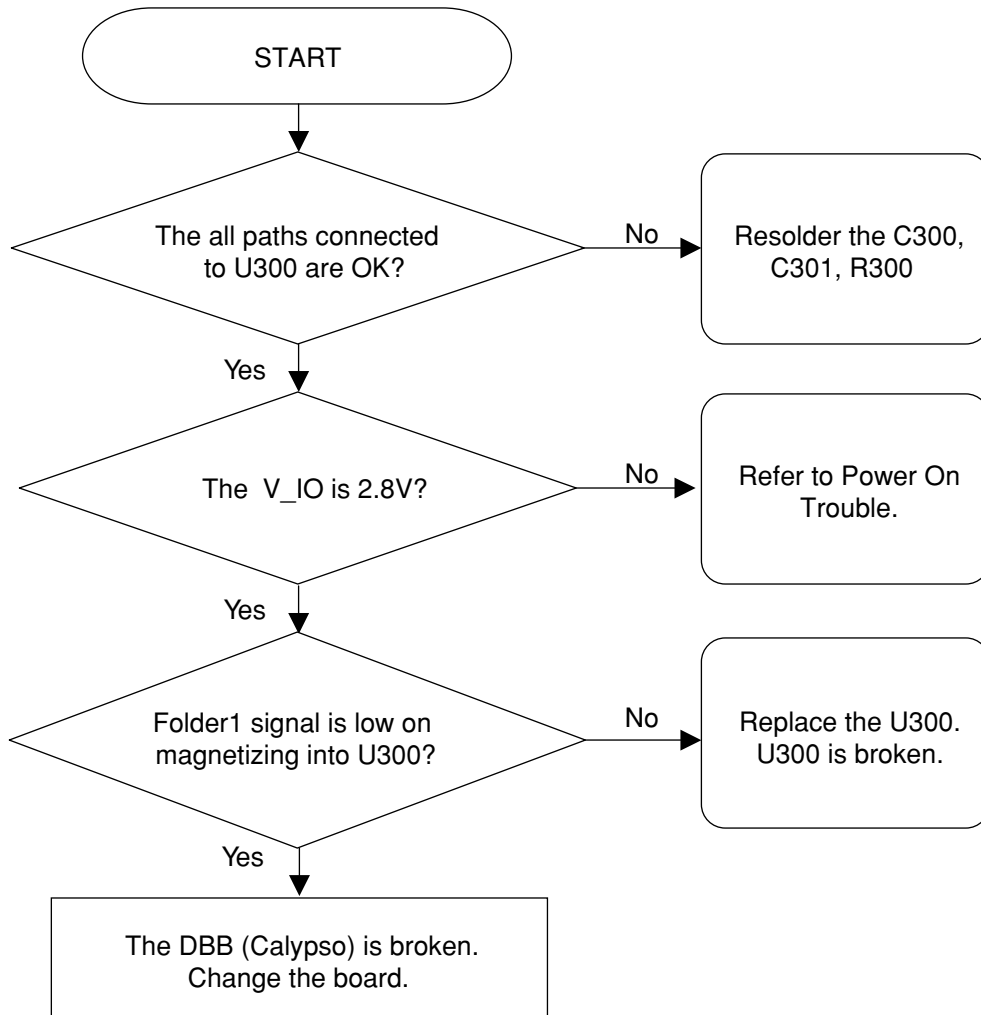 START
The all paths connected
to U300 are OK?
No
Resolder the C300,
C301, R300
Yes
The V_IO is 2.8V?
No
Refer to Power On
Trouble.
Yes
Folder1 signal is low on
magnetizing into U300?
No
Replace the U300.
U300 is broken.
Yes
The DBB (Calypso) is broken.
Change the board.